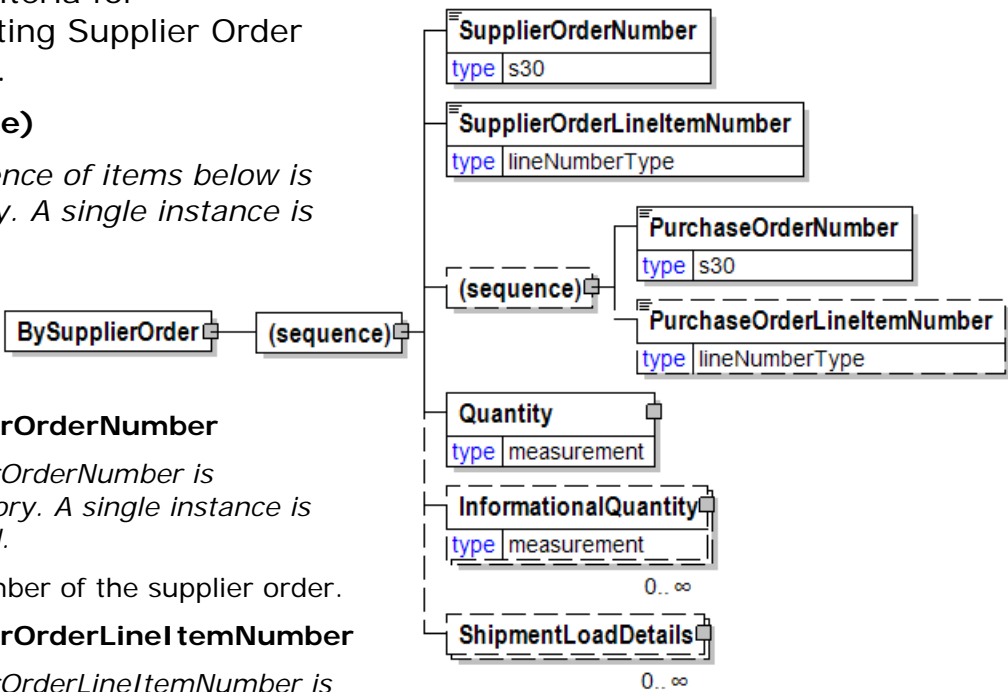 teria for
ting Supplier Order
.
e)
ence of items below is
y. A single instance is
rOrderNumber
rOrderNumber is
ory. A single instance is
.
mber of the supplier order.
rOrderLineItemNumber
rOrderLineItemNumber is
BySupplierOrder
(sequence)
SupplierOrderNumber
type s30
SupplierOrderLineItemNumber
type lineNumberType
(sequence)
PurchaseOrderNumber
type s30
PurchaseOrderLineItemNumber
type lineNumberType
Quantity
type measurement
InformationalQuantity
type measurement
0..∞
ShipmentLoadDetails
0..∞